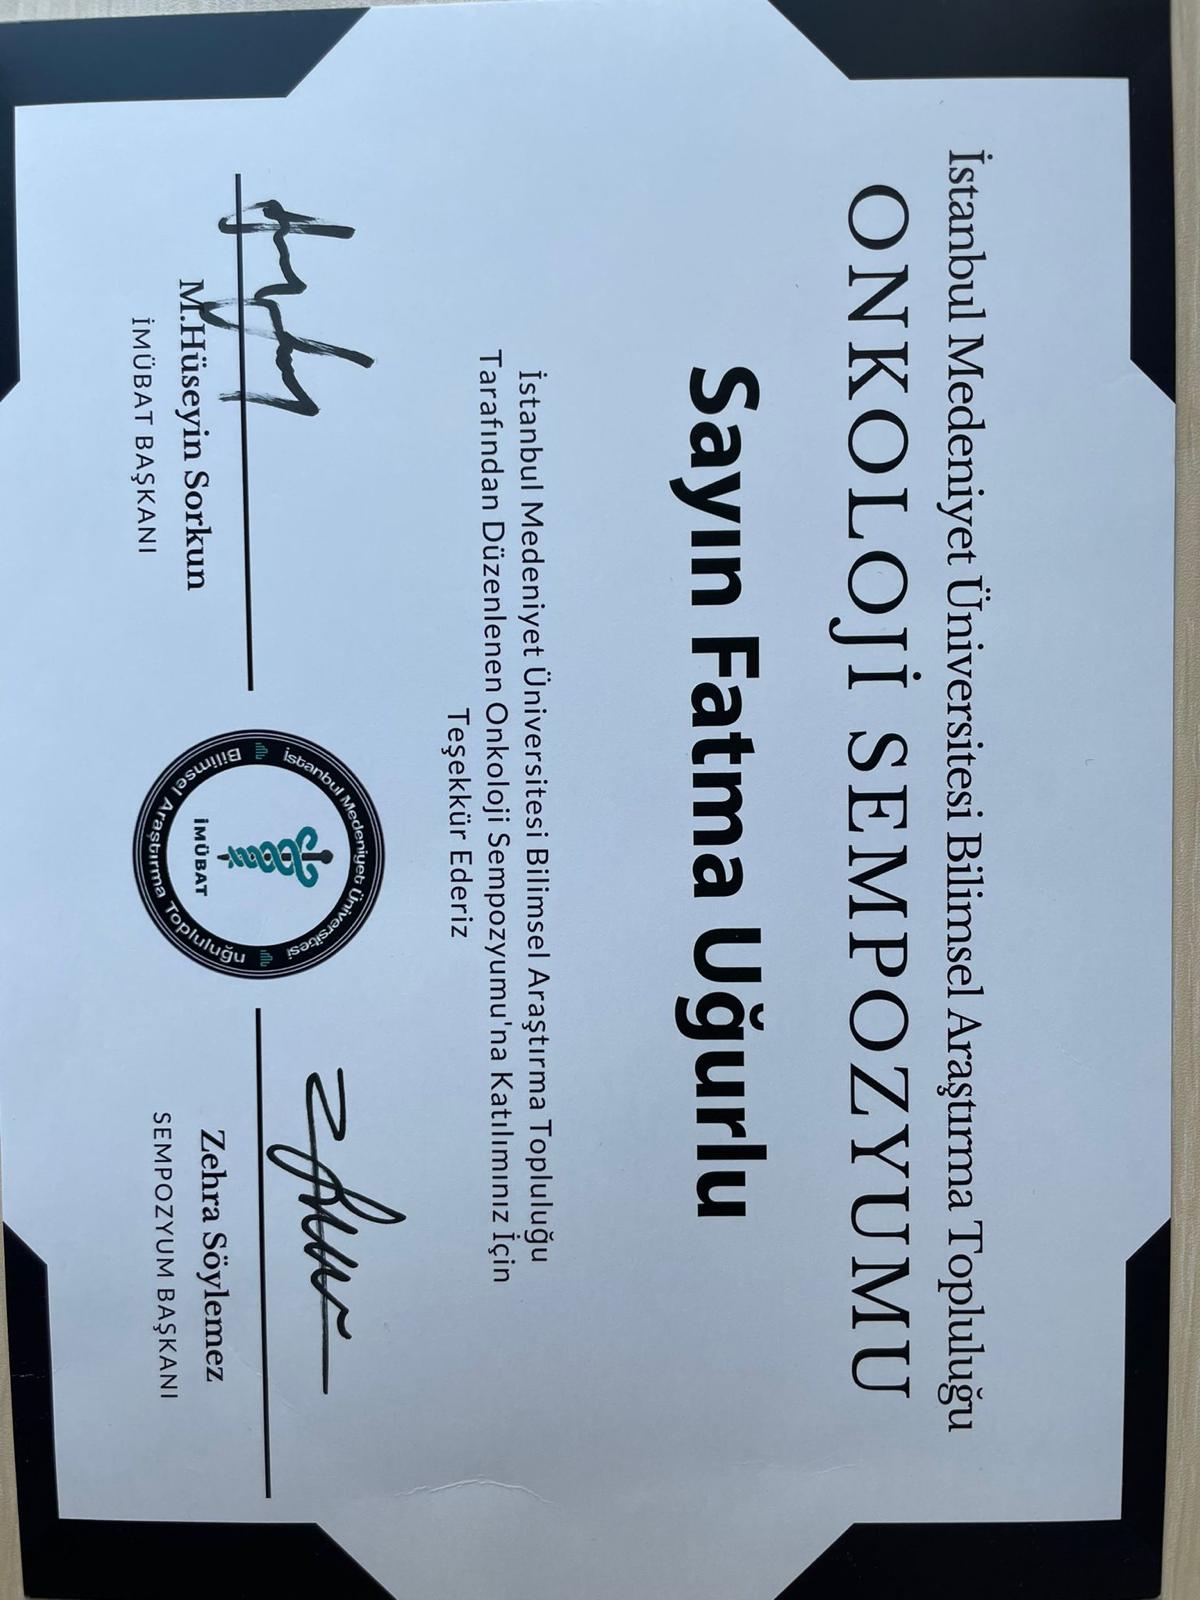 İstanbul Medeniyet Üniversitesi Bilimsel Araştırma Topluluğu
ONKOLOJİ SEMPOZYUMU
Sayın Fatma Uğurlu
İstanbul Medeniyet Üniversitesi Bilimsel Araştırma Topluluğu
Tarafından Düzenlenen Onkoloji Sempozyumu'na Katılımınız İçin
Teşekkür Ederiz
M.Hüseyin Sorkun
İMÜBAT BAŞKANI
İstanbul Medeniyet Üniversitesi
İMÜBAT
Bilimsel Araştırma Topluluğu
Zehra Söylemez
SEMPOZYUM BAŞKANI